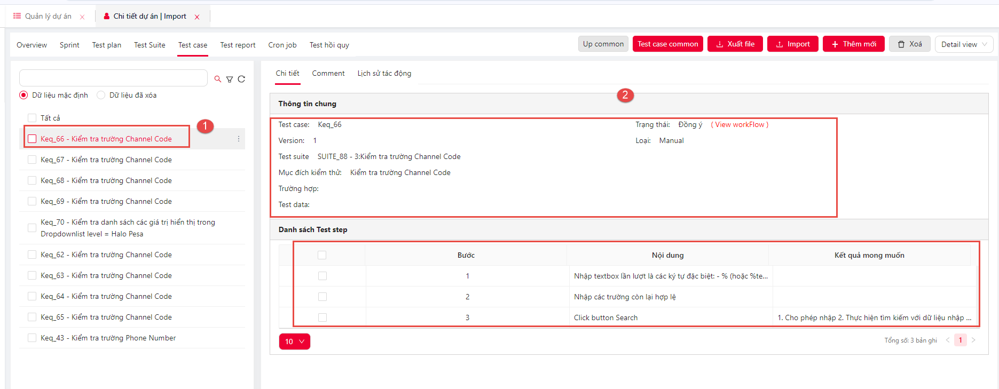 Quản lý dự án
Chi tiết dự án | Import
Overview Sprint Test plan Test Suite Test case Test report Cron job Test hồi quy
Up common Test case common Xuất file Import Thêm mới Xoá Detail view
Dữ liệu mặc định Dữ liệu đã xóa
Tất cả
1
Keq_66 - Kiểm tra trường Channel Code
Keq_67 - Kiểm tra trường Channel Code
Keq_68 - Kiểm tra trường Channel Code
Keq_69 - Kiểm tra trường Channel Code
Keq_70 - Kiểm tra danh sách các giá trị hiển thị trong
Dropdownlist level = Halo Pesa
Keq_62 - Kiểm tra trường Channel Code
Keq_63 - Kiểm tra trường Channel Code
Keq_64 - Kiểm tra trường Channel Code
Keq_65 - Kiểm tra trường Channel Code
Keq_43 - Kiểm tra trường Phone Number
Chi tiết Comment Lịch sử tác động
2
Thông tin chung
Test case: Keq_66 Trạng thái: Đồng ý ( View workFlow )
Version: 1 Loại: Manual
Test suite SUITE_88 - 3:Kiểm tra trường Channel Code
Mục đích kiểm thử: Kiểm tra trường Channel Code
Trường hợp:
Test data:
Danh sách Test step
Bước Nội dung Kết quả mong muốn
1 Nhập textbox lần lượt là các ký tự đặc biệt: - % (hoặc %te...
2 Nhập các trường còn lại hợp lệ
3 Click button Search 1. Cho phép nhập 2. Thực hiện tìm kiếm với dữ liệu nhập ...
10 Tổng số: 3 bản ghi < 1 >